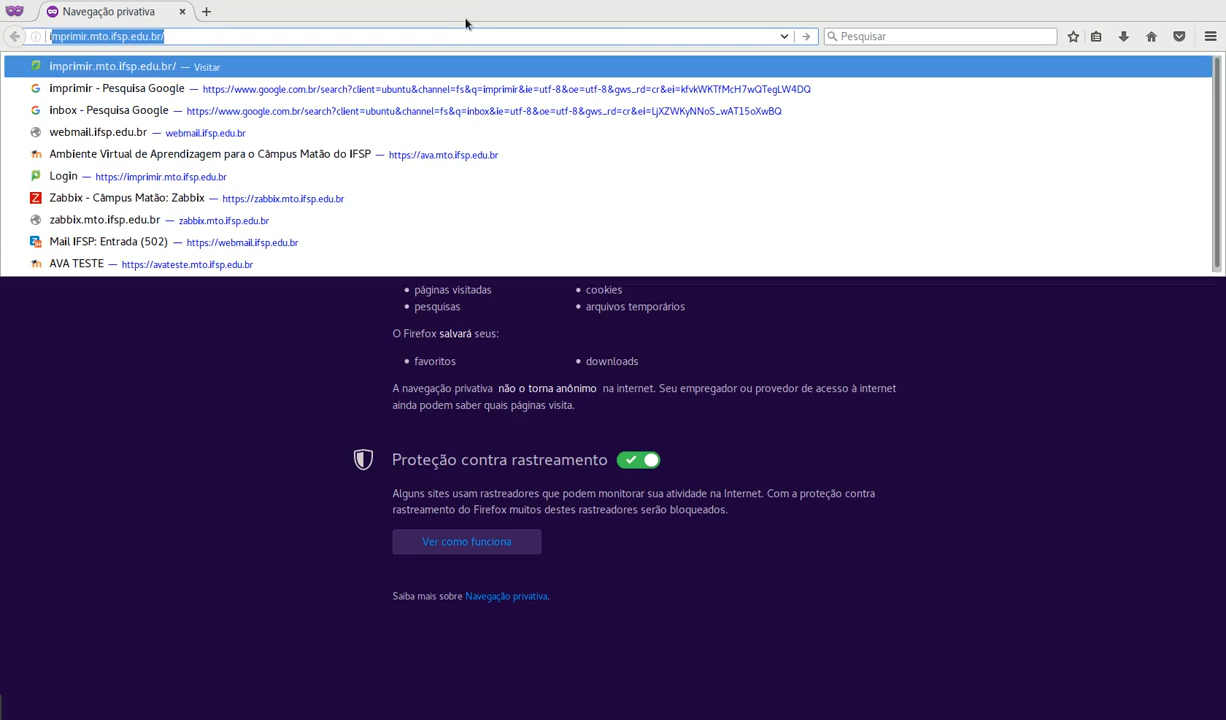 Navegação privativa
imprimir.mto.ifsp.edu.br/
Pesquisar
imprimir.mto.ifsp.edu.br/ — Visitar
imprimir - Pesquisa Google — https://www.google.com.br/search?client=ubuntu&channel=fs&q=imprimir&ie=utf-8&oe=utf-8&gws_rd=cr&ei=kfvkWKTfMcH7wQTegLW4DQ
inbox - Pesquisa Google — https://www.google.com.br/search?client=ubuntu&channel=fs&q=inbox&ie=utf-8&oe=utf-8&gws_rd=cr&ei=LjXZWKyNNoS_wAT15oXwBQ
webmail.ifsp.edu.br — webmail.ifsp.edu.br
Ambiente Virtual de Aprendizagem para o Câmpus Matão do IFSP — https://ava.mto.ifsp.edu.br
Login — https://imprimir.mto.ifsp.edu.br
Zabbix - Câmpus Matão: Zabbix — https://zabbix.mto.ifsp.edu.br
zabbix.mto.ifsp.edu.br — zabbix.mto.ifsp.edu.br
Mail IFSP: Entrada (502) — https://webmail.ifsp.edu.br
AVA TESTE — https://avateste.mto.ifsp.edu.br
• páginas visitadas • cookies
• pesquisas • arquivos temporários
O Firefox salvará seus:
• favoritos • downloads
A navegação privativa não o torna anônimo na internet. Seu empregador ou provedor de acesso à internet
ainda podem saber quais páginas visita.
Proteção contra rastreamento
Alguns sites usam rastreadores que podem monitorar sua atividade na Internet. Com a proteção contra
rastreamento do Firefox muitos destes rastreadores serão bloqueados.
Ver como funciona
Saiba mais sobre Navegação privativa.